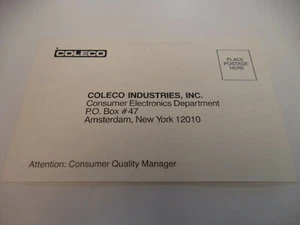 COLECO
PLACE
POSTAGE
HERE
COLECO INDUSTRIES, INC.
Consumer Electronics Department
P.O. Box #47
Amsterdam, New York 12010
Attention: Consumer Quality Manager